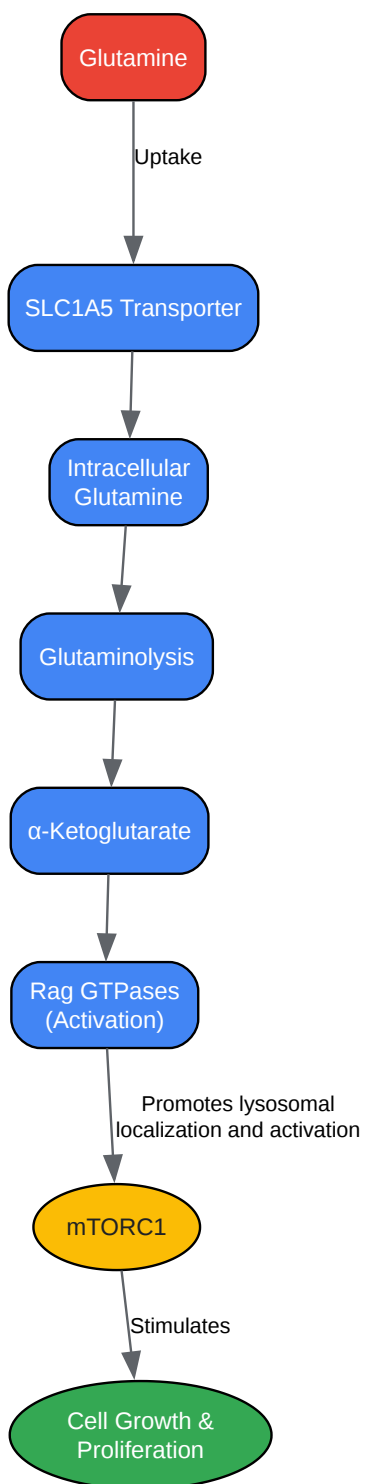 Glutamine
Uptake
SLC1A5 Transporter
Intracellular
Glutamine
Glutaminolysis
α-Ketoglutarate
Rag GTPases
(Activation)
Promotes lysosomal
localization and activation
mTORC1
Stimulates
Cell Growth &
Proliferation